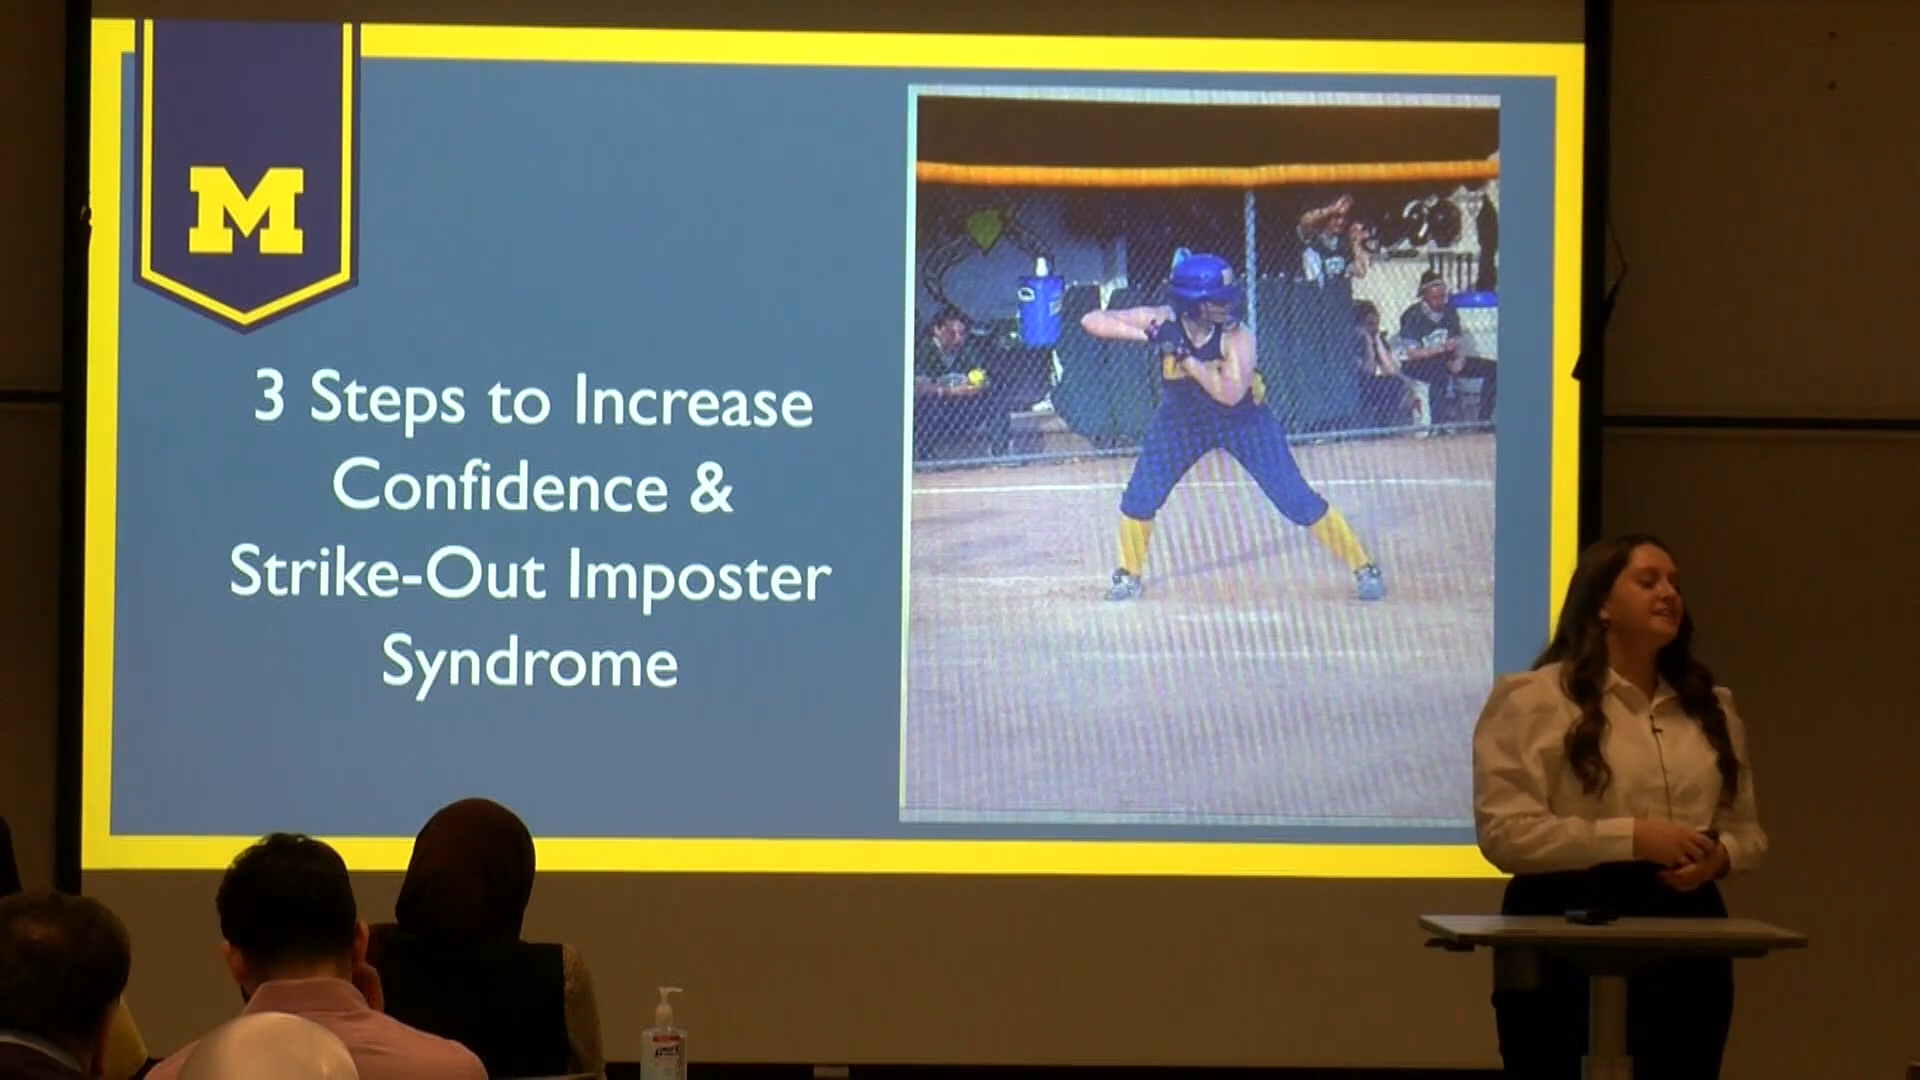 M
3 Steps to Increase
Confidence &
Strike-Out Imposter
Syndrome